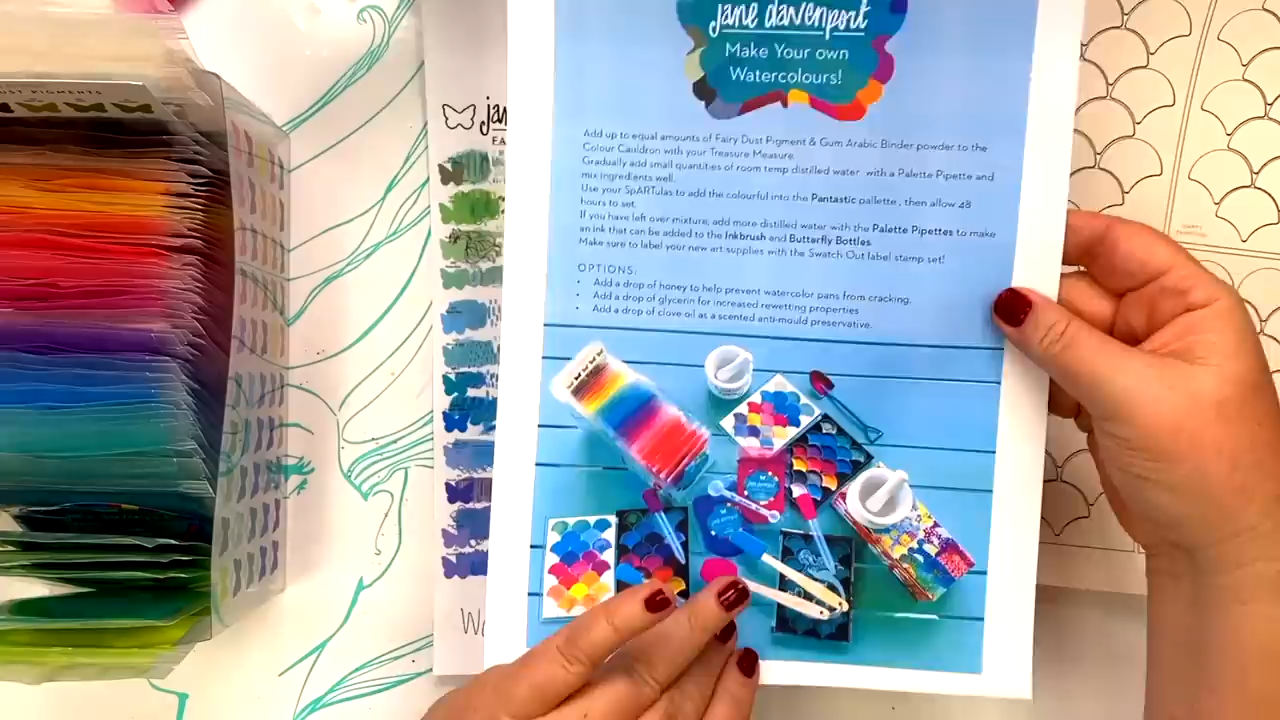 UST PIGMENTS
jan
EA
jane davenport
Make Your own
Watercolours!
Add up to equal amounts of Fairy Dust Pigment & Gum Arabic Binder powder to the
Colour Cauldron with your Treasure Measure.
Gradually add small quantities of room temp distilled water with a Palette Pipette and
mix ingredients well.
Use your SpARTulas to add the colourful into the Pantastic pallette , then allow 48
hours to set.
If you have left over mixture, add more distilled water with the Palette Pipettes to make
an ink that can be added to the Inkbrush and Butterfly Bottles.
Make sure to label your new art supplies with the Swatch Out label stamp set!
OPTIONS:
• Add a drop of honey to help prevent watercolor pans from cracking.
• Add a drop of glycerin for increased rewetting properties
• Add a drop of clove oil as a scented anti-mould preservative.